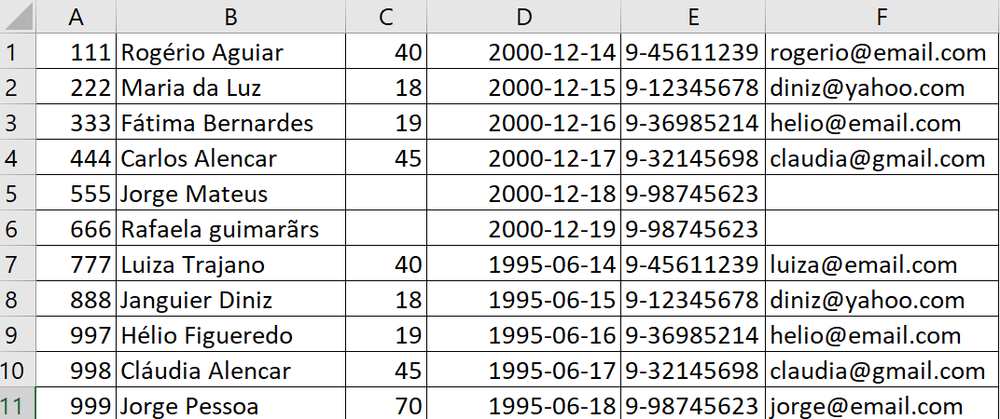 A B C D E F
1 111 Rogério Aguiar 40 2000-12-14 9-45611239 rogerio@email.com
2 222 Maria da Luz 18 2000-12-15 9-12345678 diniz@yahoo.com
3 333 Fátima Bernardes 19 2000-12-16 9-36985214 helio@email.com
4 444 Carlos Alencar 45 2000-12-17 9-32145698 claudia@gmail.com
5 555 Jorge Mateus 2000-12-18 9-98745623
6 666 Rafaela guimarãrs 2000-12-19 9-98745623
7 777 Luiza Trajano 40 1995-06-14 9-45611239 luiza@email.com
8 888 Janguier Diniz 18 1995-06-15 9-12345678 diniz@yahoo.com
9 997 Hélio Figueredo 19 1995-06-16 9-36985214 helio@email.com
10 998 Cláudia Alencar 45 1995-06-17 9-32145698 claudia@gmail.com
11 999 Jorge Pessoa 70 1995-06-18 9-98745623 jorge@email.com